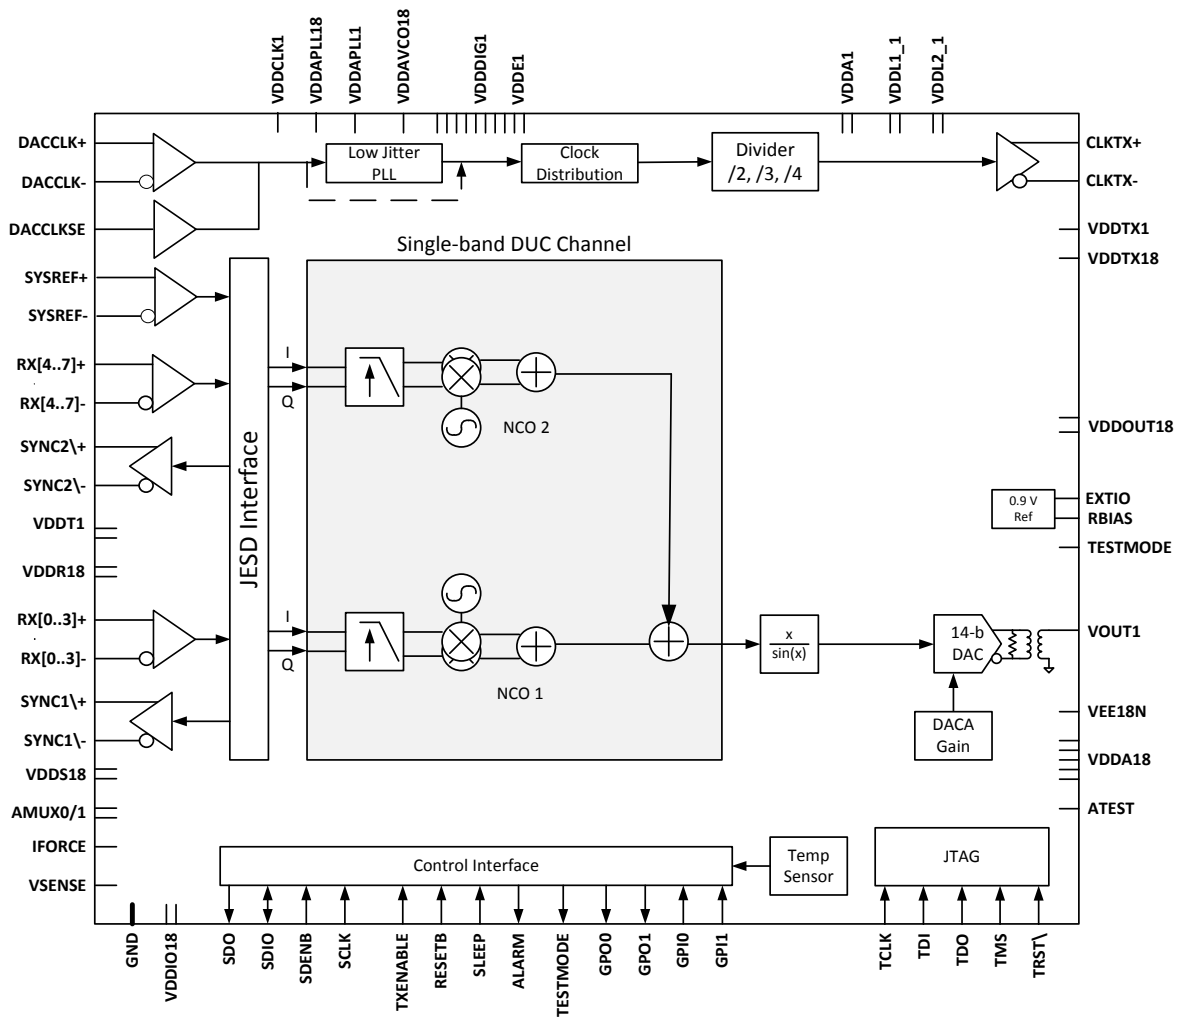 VDDCLK1
VDDAPLL18
VDDAPLL1
VDDAVCO18
VDDDIG1
VDDE1
VDDA1
VDDL1_1
VDDL2_1
DACCLK+
DACCLK-
DACCLKSE
SYSREF+
SYSREF-
RX[4..7]+
RX[4..7]-
SYNC2\+
SYNC2\-
VDDT1
VDDR18
RX[0..3]+
RX[0..3]-
SYNC1\+
SYNC1\-
VDDS18
AMUX0/1
IFORCE
VSENSE
Low Jitter
PLL
Clock
Distribution
Divider
/2, /3, /4
Single-band DUC Channel
JESD Interface
I
Q
NCO 2
I
Q
NCO 1
x
sin(x)
14-b
DAC
DACA
Gain
0.9 V
Ref
CLKTX+
CLKTX-
VDDTX1
VDDTX18
VDDOUT18
EXTIO
RBIAS
TESTMODE
VOUT1
VEE18N
VDDA18
ATEST
Control Interface
Temp
Sensor
JTAG
GND
VDDIO18
SDO
SDIO
SDENB
SCLK
TXENABLE
RESETB
SLEEP
ALARM
TESTMODE
GPO0
GPO1
GPI0
GPI1
TCLK
TDI
TDO
TMS
TRST\